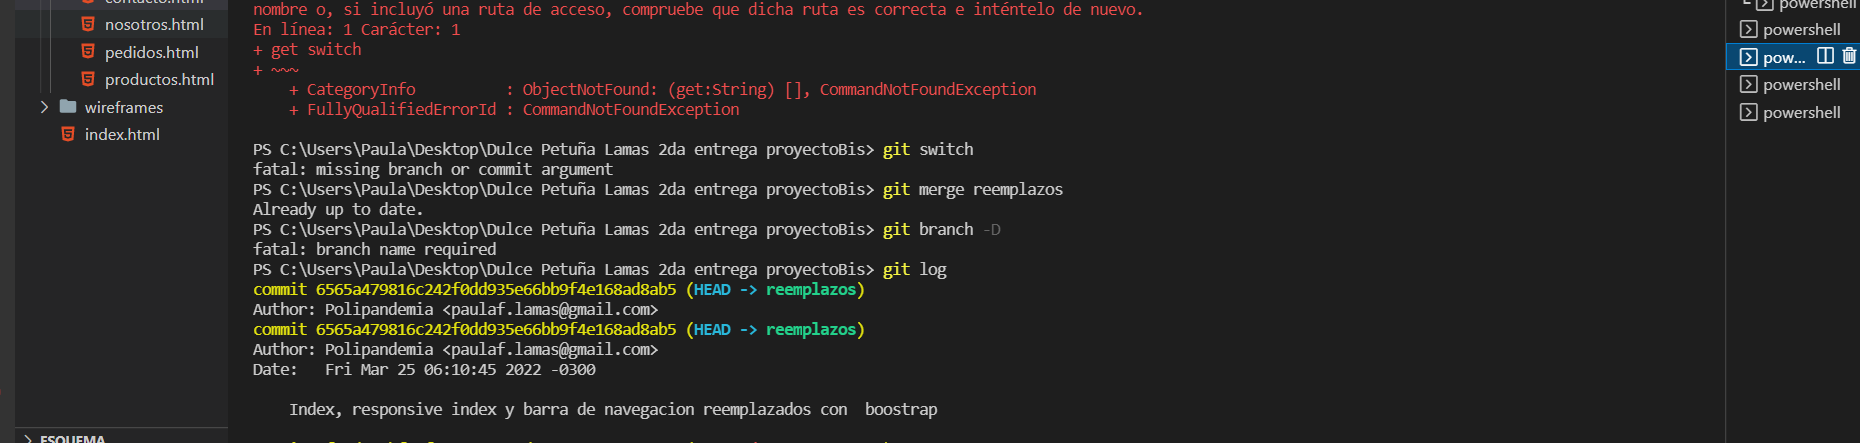 contacto.html
nosotros.html
pedidos.html
productos.html
wireframes
index.html
ESQUEMA
nombre o, si incluyó una ruta de acceso, compruebe que dicha ruta es correcta e inténtelo de nuevo.
En línea: 1 Carácter: 1
+ get switch
+ ~~~
    + CategoryInfo          : ObjectNotFound: (get:String) [], CommandNotFoundException
    + FullyQualifiedErrorId : CommandNotFoundException
PS C:\Users\Paula\Desktop\Dulce Petuña Lamas 2da entrega proyectoBis> git switch
fatal: missing branch or commit argument
PS C:\Users\Paula\Desktop\Dulce Petuña Lamas 2da entrega proyectoBis> git merge reemplazos
Already up to date.
PS C:\Users\Paula\Desktop\Dulce Petuña Lamas 2da entrega proyectoBis> git branch -D
fatal: branch name required
PS C:\Users\Paula\Desktop\Dulce Petuña Lamas 2da entrega proyectoBis> git log
commit 6565a479816c242f0dd935e66bb9f4e168ad8ab5 (HEAD -> reemplazos)
Author: Polipandemia <paulaf.lamas@gmail.com>
commit 6565a479816c242f0dd935e66bb9f4e168ad8ab5 (HEAD -> reemplazos)
Author: Polipandemia <paulaf.lamas@gmail.com>
Date:   Fri Mar 25 06:10:45 2022 -0300
    Index, responsive index y barra de navegacion reemplazados con  boostrap
powershell
powershell
pow...
powershell
powershell